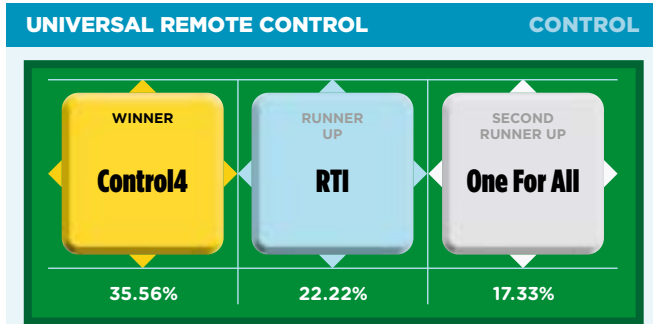 UNIVERSAL REMOTE CONTROL
CONTROL
WINNER
Control4
RUNNER
UP
RTI
SECOND
RUNNER UP
One For All
35.56%
22.22%
17.33%